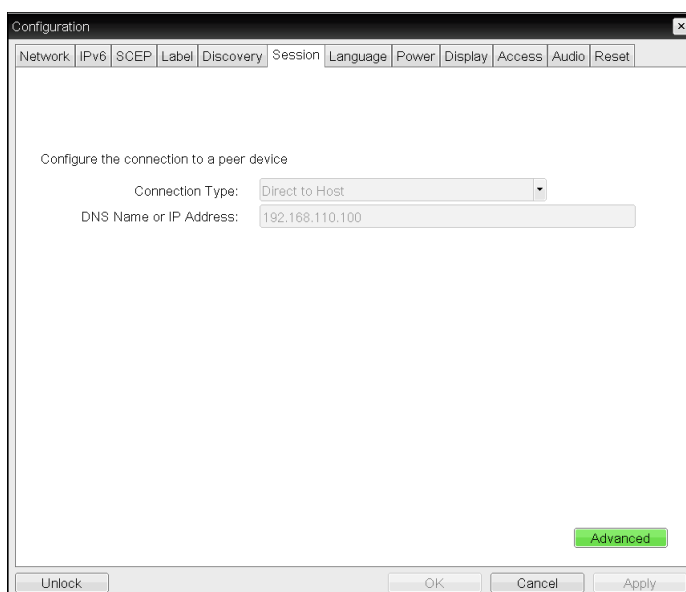 Configuration
Network IPv6 SCEP Label Discovery Session Language Power Display Access Audio Reset
Configure the connection to a peer device
Connection Type: Direct to Host
DNS Name or IP Address: 192.168.110.100
Advanced
Unlock OK Cancel Apply